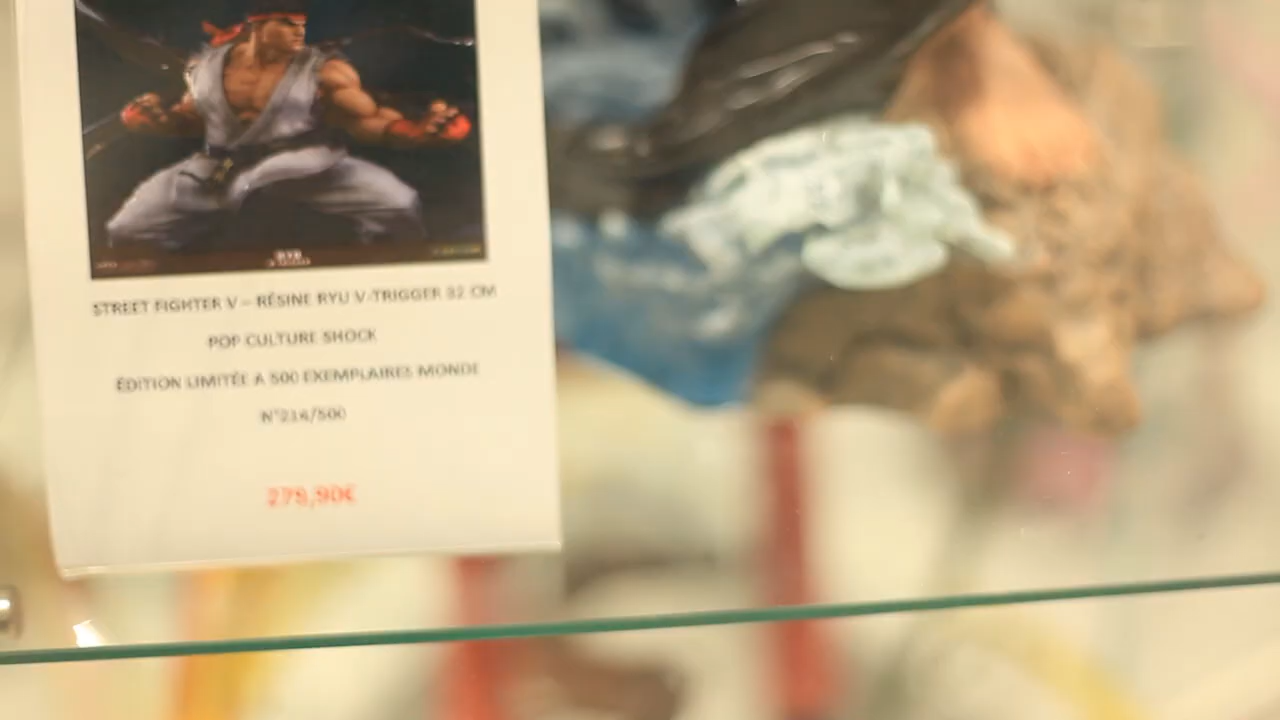 RYU
STREET FIGHTER V – RÉSINE RYU V-TRIGGER 32 CM
POP CULTURE SHOCK
ÉDITION LIMITÉE A 500 EXEMPLAIRES MONDE
N°214/500
279,90€